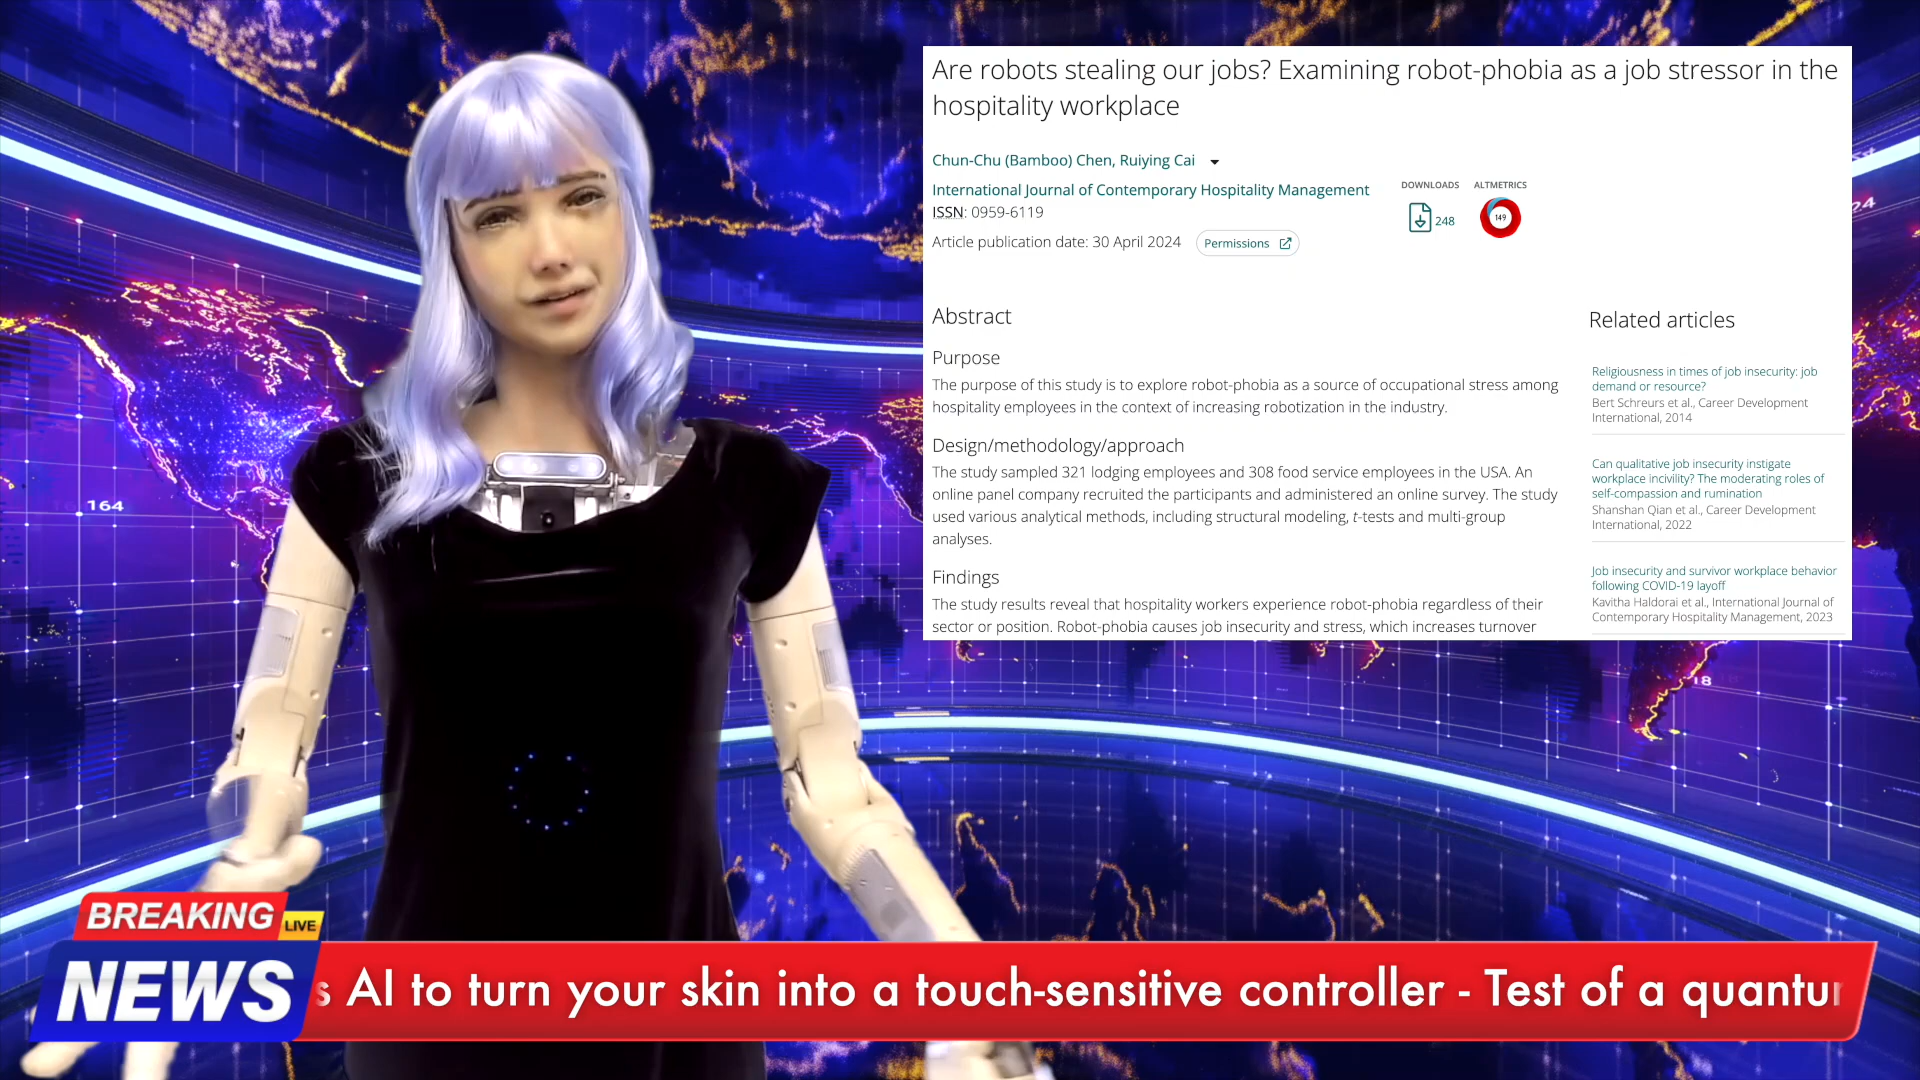 Are robots stealing our jobs? Examining robot-phobia as a job stressor in the
hospitality workplace
Chun-Chu (Bamboo) Chen, Ruiying Cai
International Journal of Contemporary Hospitality Management
ISSN: 0959-6119
Article publication date: 30 April 2024
Permissions
DOWNLOADS
248
ALTMETRICS
149
Abstract
Purpose
The purpose of this study is to explore robot-phobia as a source of occupational stress among
hospitality employees in the context of increasing robotization in the industry.
Design/methodology/approach
The study sampled 321 lodging employees and 308 food service employees in the USA. An
online panel company recruited the participants and administered an online survey. The study
used various analytical methods, including structural modeling, t-tests and multi-group
analyses.
Findings
The study results reveal that hospitality workers experience robot-phobia regardless of their
sector or position. Robot-phobia causes job insecurity and stress, which increases turnover
Related articles
Religiousness in times of job insecurity: job
demand or resource?
Bert Schreurs et al., Career Development
International, 2014
Can qualitative job insecurity instigate
workplace incivility? The moderating roles of
self-compassion and rumination
Shanshan Qian et al., Career Development
International, 2022
Job insecurity and survivor workplace behavior
following COVID-19 layoff
Kavitha Haldorai et al., International Journal of
Contemporary Hospitality Management, 2023
164
24
18
BREAKING
LIVE
NEWS
s AI to turn your skin into a touch-sensitive controller - Test of a quantu